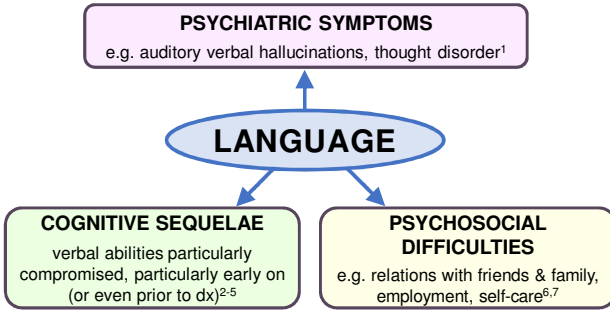 PSYCHIATRIC SYMPTOMS
e.g. auditory verbal hallucinations, thought disorder¹
LANGUAGE
COGNITIVE SEQUELAE
verbal abilities particularly
compromised, particularly early on
(or even prior to dx)²⁻⁵
PSYCHOSOCIAL
DIFFICULTIES
e.g. relations with friends & family,
employment, self-care⁶,⁷